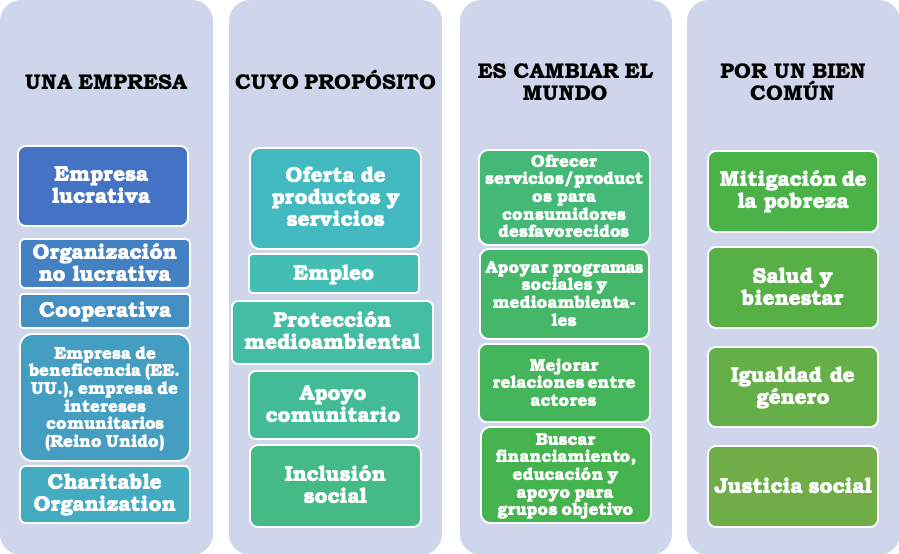 UNA EMPRESA
Empresa
lucrativa
Organización
no lucrativa
Cooperativa
Empresa de
beneficencia (EE.
UU.), empresa de
intereses
comunitarios
(Reino Unido)
Charitable
Organization
CUYO PROPÓSITO
Oferta de
productos y
servicios
Empleo
Protección
medioambiental
Apoyo
comunitario
Inclusión
social
ES CAMBIAR EL
MUNDO
Ofrecer
servicios/product
os para
consumidores
desfavorecidos
Apoyar programas
sociales y
medioambienta-
les
Mejorar
relaciones entre
actores
Buscar
financiamiento,
educación y
apoyo para
grupos objetivo
POR UN BIEN
COMÚN
Mitigación de
la pobreza
Salud y
bienestar
Igualdad de
género
Justicia social